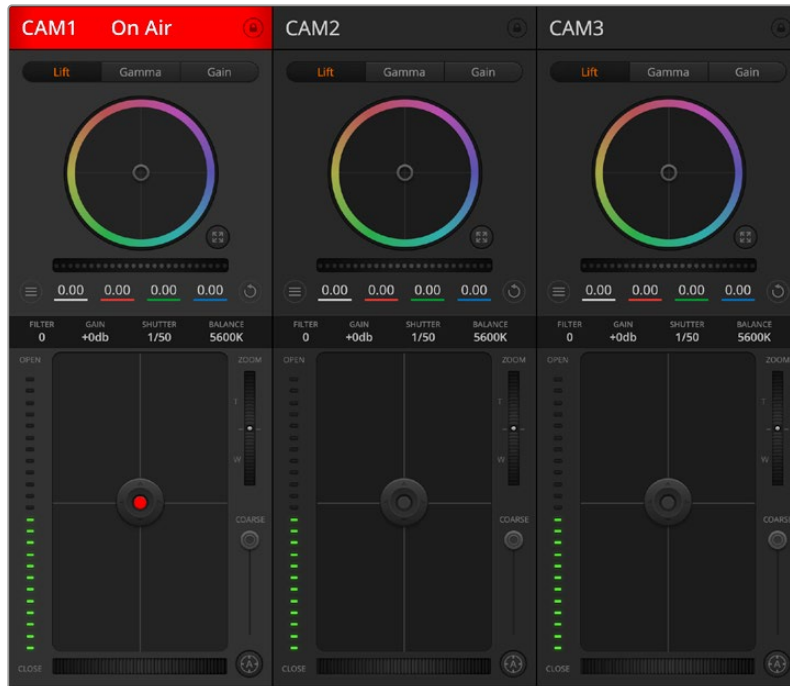 CAM1 On Air
Lift Gamma Gain
0.00 0.00 0.00 0.00
FILTER GAIN SHUTTER BALANCE
0 +0db 1/50 5600K
OPEN ZOOM
T
W
COARSE
CLOSE A
CAM2
Lift Gamma Gain
0.00 0.00 0.00 0.00
FILTER GAIN SHUTTER BALANCE
0 +0db 1/50 5600K
OPEN ZOOM
T
W
COARSE
CLOSE A
CAM3
Lift Gamma Gain
0.00 0.00 0.00 0.00
FILTER GAIN SHUTTER BALANCE
0 +0db 1/50 5600K
OPEN ZOOM
T
W
COARSE
CLOSE A